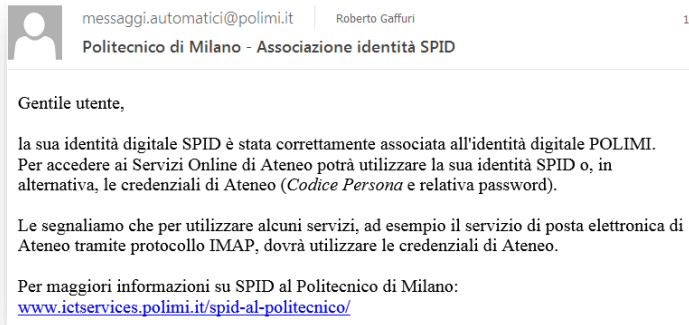 messaggi.automatici@polimi.it Roberto Gaffuri 1
Politecnico di Milano - Associazione identità SPID
Gentile utente,
la sua identità digitale SPID è stata correttamente associata all'identità digitale POLIMI.
Per accedere ai Servizi Online di Ateneo potrà utilizzare la sua identità SPID o, in
alternativa, le credenziali di Ateneo (Codice Persona e relativa password).
Le segnaliamo che per utilizzare alcuni servizi, ad esempio il servizio di posta elettronica di
Ateneo tramite protocollo IMAP, dovrà utilizzare le credenziali di Ateneo.
Per maggiori informazioni su SPID al Politecnico di Milano:
www.ictservices.polimi.it/spid-al-politecnico/